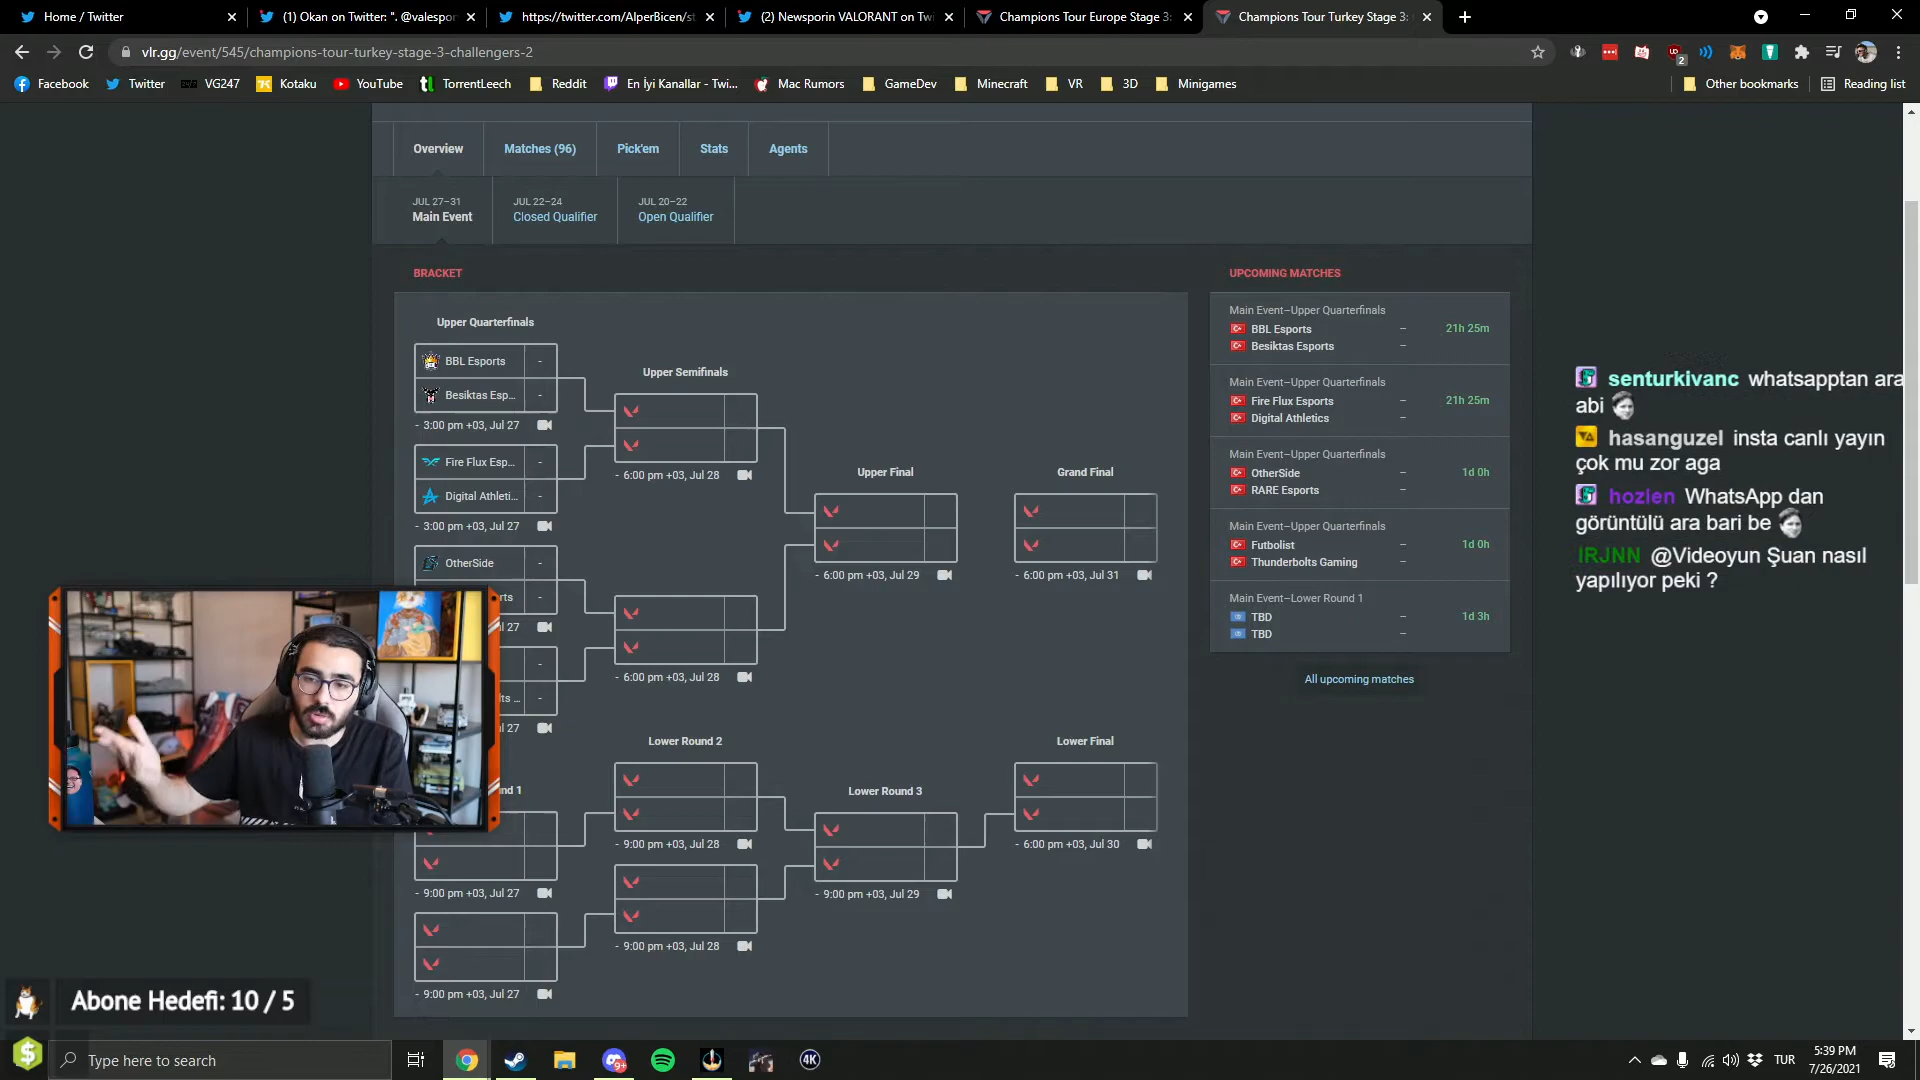 Home / Twitter
(1) Okan on Twitter: ". @valespor
https://twitter.com/AlperBicen/st
(2) Newsporin VALORANT on Twi
Champions Tour Europe Stage 3:
Champions Tour Turkey Stage 3:
vlr.gg/event/545/champions-tour-turkey-stage-3-challengers-2
Facebook
Twitter
VG247
Kotaku
YouTube
TorrentLeech
Reddit
En İyi Kanallar - Twi...
Mac Rumors
GameDev
Minecraft
VR
3D
Minigames
Other bookmarks
Reading list
Overview
Matches (96)
Pick'em
Stats
Agents
JUL 27–31
Main Event
JUL 22–24
Closed Qualifier
JUL 20–22
Open Qualifier
BRACKET
Upper Quarterfinals
BBL Esports -
Besiktas Esp... -
- 3:00 pm +03, Jul 27
Fire Flux Esp... -
Digital Athleti... -
- 3:00 pm +03, Jul 27
OtherSide -
rts -
l 27
-
lts ... -
l 27
Upper Semifinals
- 6:00 pm +03, Jul 28
- 6:00 pm +03, Jul 28
Upper Final
- 6:00 pm +03, Jul 29
Grand Final
- 6:00 pm +03, Jul 31
nd 1
- 9:00 pm +03, Jul 27
- 9:00 pm +03, Jul 27
Lower Round 2
- 9:00 pm +03, Jul 28
- 9:00 pm +03, Jul 28
Lower Round 3
- 9:00 pm +03, Jul 29
Lower Final
- 6:00 pm +03, Jul 30
UPCOMING MATCHES
Main Event–Upper Quarterfinals
BBL Esports – 21h 25m
Besiktas Esports –
Main Event–Upper Quarterfinals
Fire Flux Esports – 21h 25m
Digital Athletics –
Main Event–Upper Quarterfinals
OtherSide – 1d 0h
RARE Esports –
Main Event–Upper Quarterfinals
Futbolist – 1d 0h
Thunderbolts Gaming –
Main Event–Lower Round 1
TBD – 1d 3h
TBD –
All upcoming matches
senturkivanc whatsapptan ara
abi
hasanguzel insta canlı yayın
çok mu zor aga
hozien WhatsApp dan
görüntülü ara bari be
IRJNN @Videoyun Şuan nasıl
yapılıyor peki ?
Abone Hedefi: 10 / 5
Type here to search
9+
4K
TUR
5:39 PM
7/26/2021